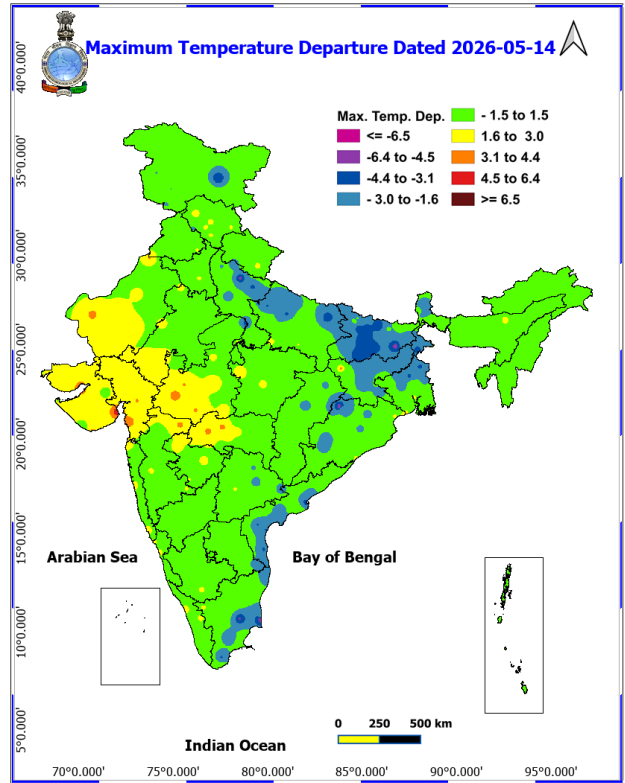 Maximum Temperature Departure Dated 2026-05-14
Max. Temp. Dep.
<= -6.5
-6.4 to -4.5
-4.4 to -3.1
- 3.0 to -1.6
- 1.5 to 1.5
1.6 to 3.0
3.1 to 4.4
4.5 to 6.4
>= 6.5
40°0.000'
35°0.000'
30°0.000'
25°0.000'
20°0.000'
15°0.000'
10°0.000'
5°0.000'
Arabian Sea
Bay of Bengal
Indian Ocean
0 250 500 km
70°0.000' 75°0.000' 80°0.000' 85°0.000' 90°0.000' 95°0.000'